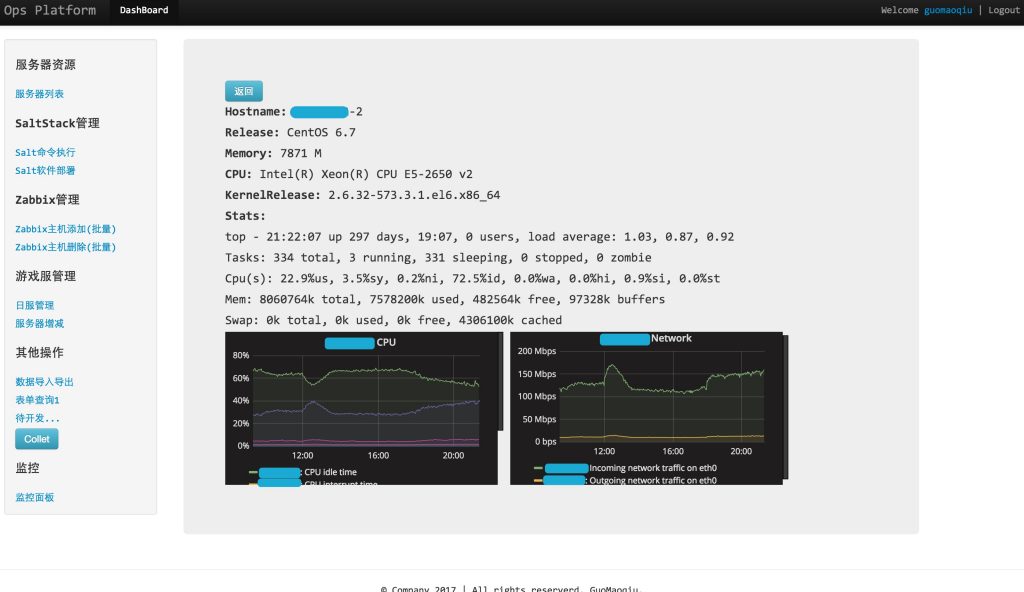 Ops Platform DashBoard Welcome guomaoqiu | Logout
服务器资源
服务器列表
SaltStack管理
Salt命令执行
Salt软件部署
Zabbix管理
Zabbix主机添加(批量)
Zabbix主机删除(批量)
游戏服管理
日服管理
服务器增减
其他操作
数据导入导出
表单查询1
待开发...
Collet
监控
监控面板
返回
Hostname: -2
Release: CentOS 6.7
Memory: 7871 M
CPU: Intel(R) Xeon(R) CPU E5-2650 v2
KernelRelease: 2.6.32-573.3.1.el6.x86_64
Stats:
top - 21:22:07 up 297 days, 19:07, 0 users, load average: 1.03, 0.87, 0.92
Tasks: 334 total, 3 running, 331 sleeping, 0 stopped, 0 zombie
Cpu(s): 22.9%us, 3.5%sy, 0.2%ni, 72.5%id, 0.0%wa, 0.0%hi, 0.9%si, 0.0%st
Mem: 8060764k total, 7578200k used, 482564k free, 97328k buffers
Swap: 0k total, 0k used, 0k free, 4306100k cached
CPU
80%
60%
40%
20%
0%
12:00 16:00 20:00
: CPU idle time
: CPU interrupt time
Network
200 Mbps
150 Mbps
100 Mbps
50 Mbps
0 bps
12:00 16:00 20:00
Incoming network traffic on eth0
: Outgoing network traffic on eth0
© Company 2017 | All rights reserverd. GuoMaoqiu.